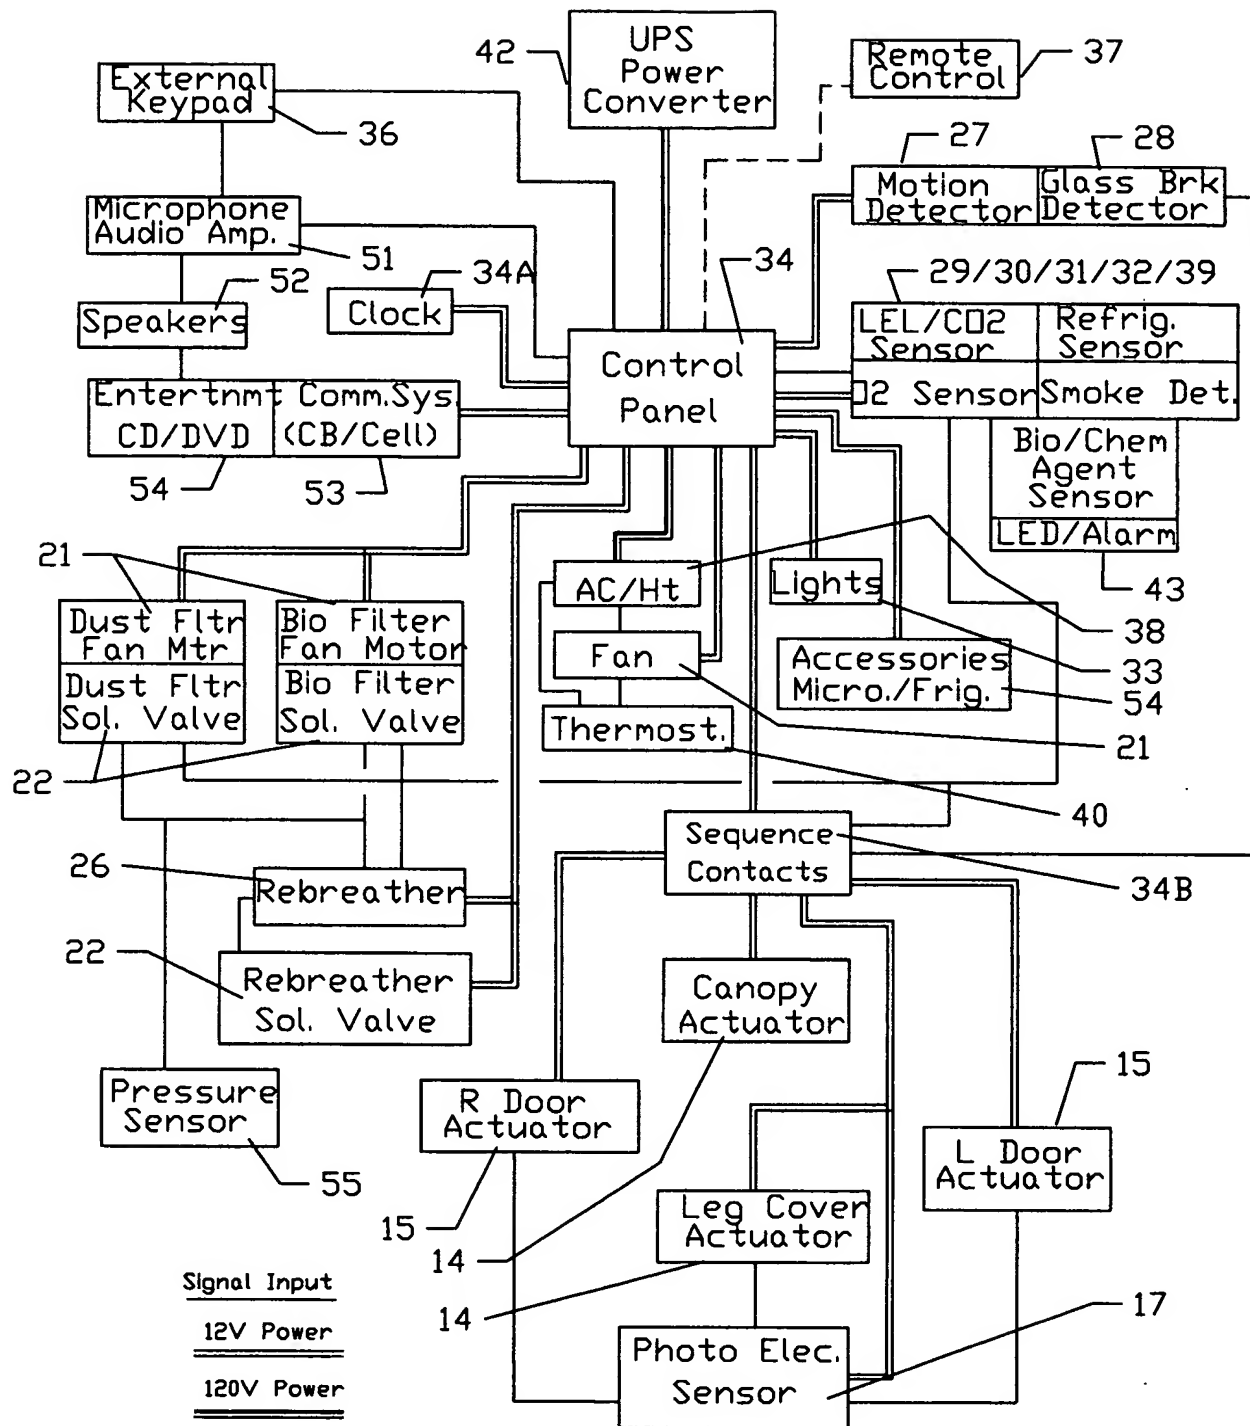 UPS
Power
Converter
42
Remote
Control
37
External
Keypad
36
27
28
Motion
Detector
Glass Brk
Detector
Microphone
Audio Amp.
51
52
34A
34
29/30/31/32/39
Speakers
Clock
LEL/CO2
Sensor
Refrig.
Sensor
Control
Panel
O2 Sensor
Smoke Det.
Entertnmt
CD/DVD
Comm.Sys.
(CB/Cell)
54
53
Bio/Chem
Agent
Sensor
LED/Alarm
43
21
AC/Ht
Lights
38
Dust Fltr
Fan Mtr
Bio Filter
Fan Motor
Fan
Accessories
Micro./Frig.
33
54
Dust Fltr
Sol. Valve
Bio Filter
Sol. Valve
Thermost.
21
22
40
Sequence
Contacts
34B
26
Rebreather
22
Rebreather
Sol. Valve
Canopy
Actuator
15
Pressure
Sensor
R Door
Actuator
L Door
Actuator
55
15
Leg Cover
Actuator
14
14
17
Signal Input
12V Power
120V Power
Photo Elec.
Sensor